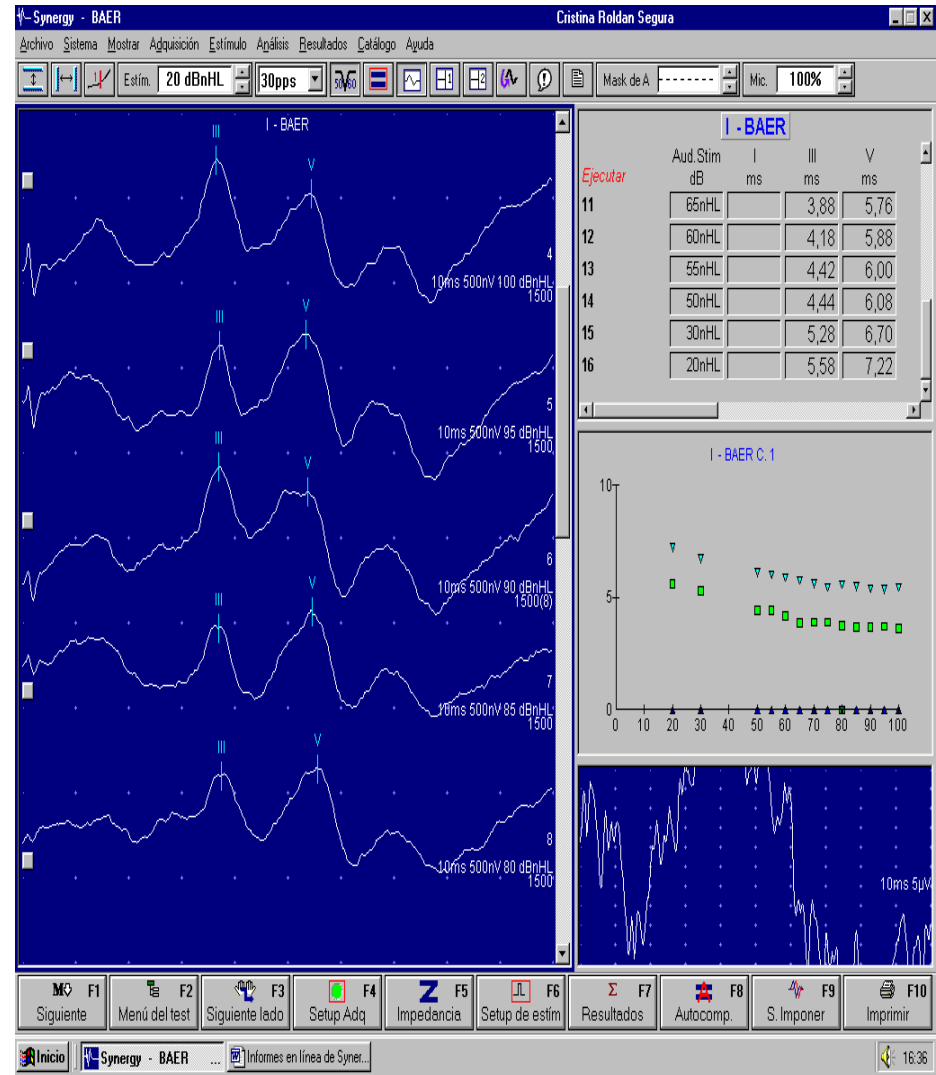 Synergy - BAER
Cristina Roldan Segura
Archivo Sistema Mostrar Adquisición Estímulo Análisis Resultados Catálogo Ayuda
Estím. 20 dBnHL 30pps 50/60 1 2 Mask de A -------- Mic. 100%
I - BAER
III V
4
10ms 500nV 100 dBnHL
1500
III V
5
10ms 500nV 95 dBnHL
1500
III V
6
10ms 500nV 90 dBnHL
1500(8)
III V
7
10ms 500nV 85 dBnHL
1500
III V
8
10ms 500nV 80 dBnHL
1500
I - BAER
Aud.Stim I III V
Ejecutar dB ms ms ms
11 65nHL 3,88 5,76
12 60nHL 4,18 5,88
13 55nHL 4,42 6,00
14 50nHL 4,44 6,08
15 30nHL 5,28 6,70
16 20nHL 5,58 7,22
I - BAER C. 1
10
5
0
0 10 20 30 40 50 60 70 80 90 100
10ms 5µV
M F1 F2 F3 F4 Z F5 F6 Σ F7 F8 F9 F10
Siguiente Menú del test Siguiente lado Setup Adq Impedancia Setup de estím Resultados Autocomp. S. Imponer Imprimir
Inicio Synergy - BAER ... Informes en línea de Syner... 16:36